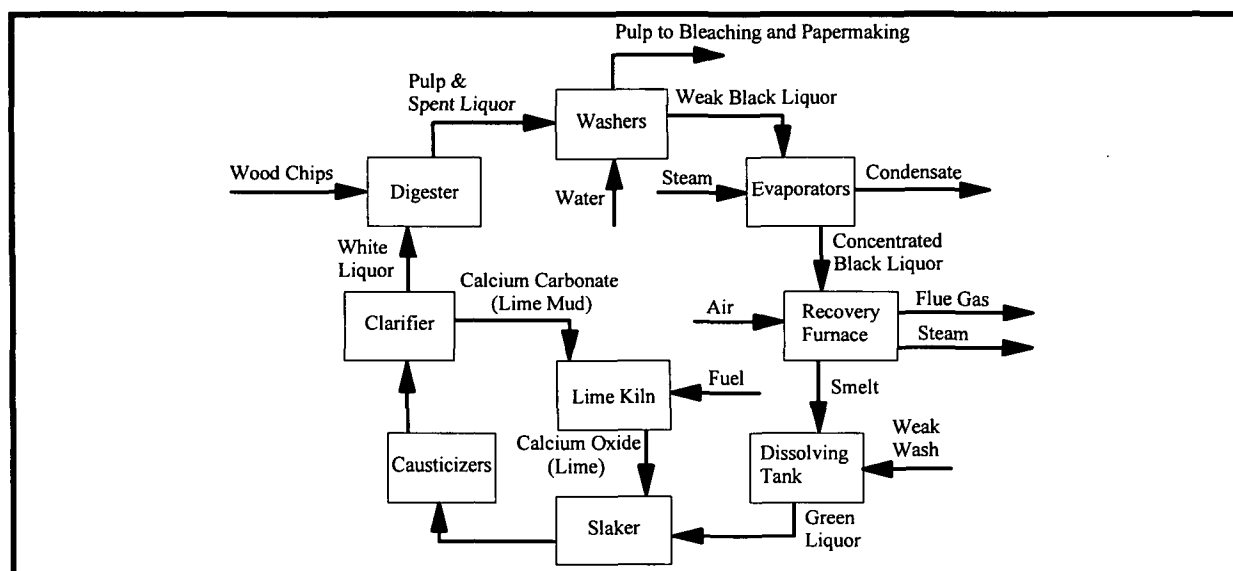 Pulp to Bleaching and Papermaking
Pulp &
Spent Liquor
Washers
Weak Black Liquor
Wood Chips
Digester
Water
Steam
Evaporators
Condensate
White
Liquor
Concentrated
Black Liquor
Calcium Carbonate
(Lime Mud)
Clarifier
Air
Recovery
Furnace
Flue Gas
Steam
Lime Kiln
Fuel
Smelt
Calcium Oxide
(Lime)
Causticizers
Dissolving
Tank
Weak
Wash
Slaker
Green
Liquor